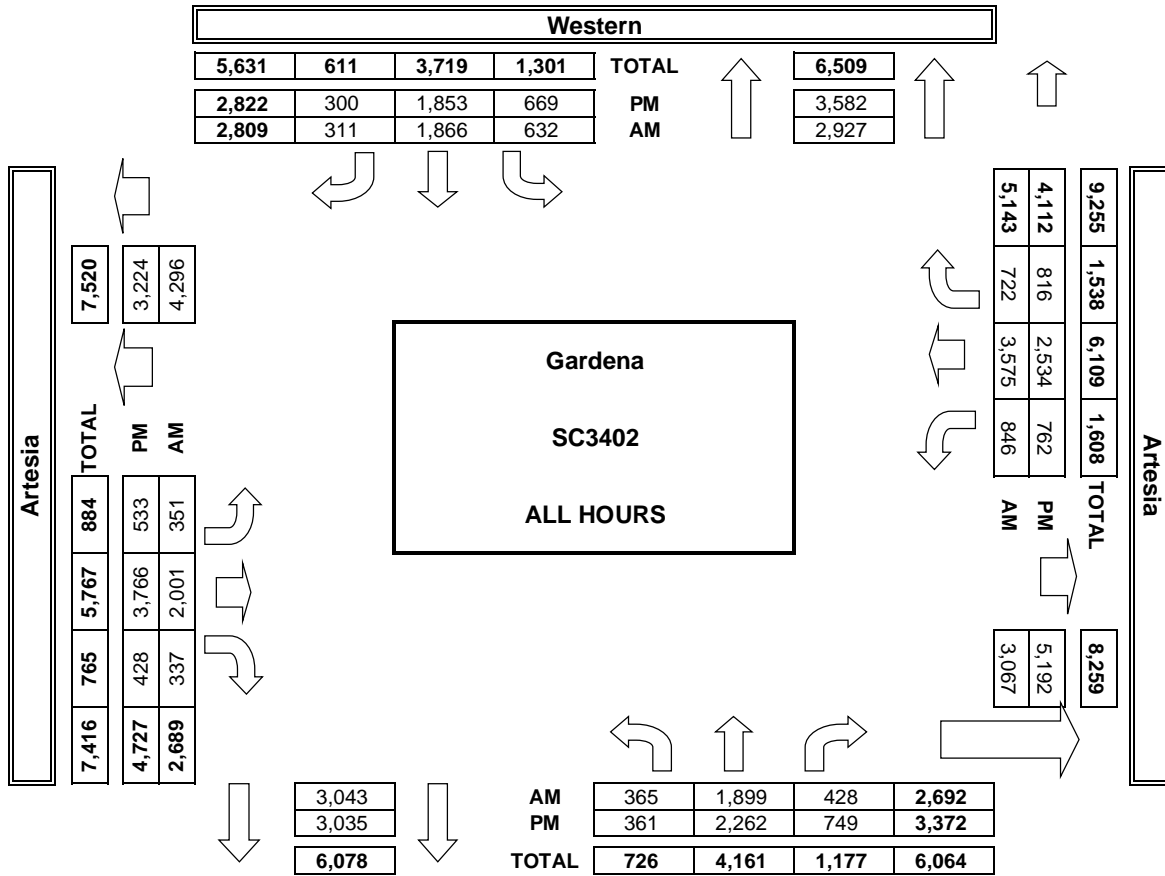 Western
5,631 611 3,719 1,301 TOTAL 6,509
2,822 300 1,853 669 PM 3,582
2,809 311 1,866 632 AM 2,927
Artesia
7,520
3,224
4,296
TOTAL
PM
AM
884 5,767 765 7,416
533 3,766 428 4,727
351 2,001 337 2,689
Gardena
SC3402
ALL HOURS
9,255 1,538 6,109 1,608 TOTAL 8,259
4,112 816 2,534 762 PM 5,192
5,143 722 3,575 846 AM 3,067
Artesia
3,043 AM 365 1,899 428 2,692
3,035 PM 361 2,262 749 3,372
6,078 TOTAL 726 4,161 1,177 6,064